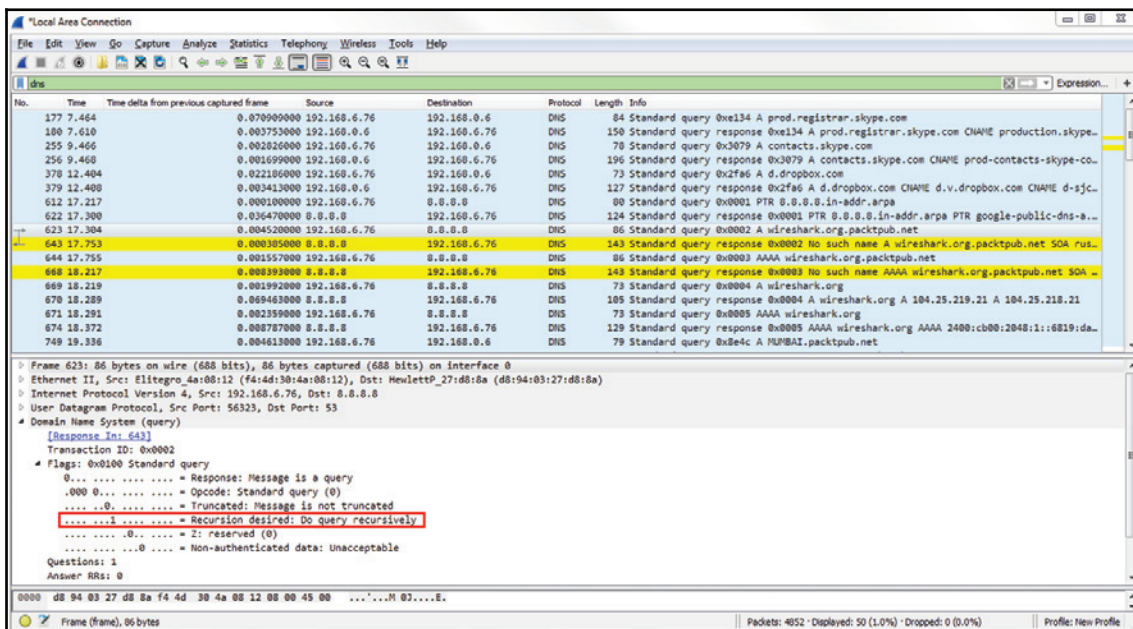 *Local Area Connection
File Edit View Go Capture Analyze Statistics Telephony Wireless Tools Help
dns
Expression... +
No. Time Time delta from previous captured frame Source Destination Protocol Length Info
177 7.464 0.070909000 192.168.6.76 192.168.0.6 DNS 84 Standard query 0xe134 A prod.registrar.skype.com
180 7.610 0.003753000 192.168.0.6 192.168.6.76 DNS 150 Standard query response 0xe134 A prod.registrar.skype.com CNAME production.skype…
255 9.466 0.002826000 192.168.6.76 192.168.0.6 DNS 78 Standard query 0x3079 A contacts.skype.com
256 9.468 0.001699000 192.168.0.6 192.168.6.76 DNS 196 Standard query response 0x3079 A contacts.skype.com CNAME prod-contacts-skype-co…
378 12.404 0.022186000 192.168.6.76 192.168.0.6 DNS 73 Standard query 0x2fa6 A d.dropbox.com
379 12.408 0.003413000 192.168.0.6 192.168.6.76 DNS 127 Standard query response 0x2fa6 A d.dropbox.com CNAME d.v.dropbox.com CNAME d-sjc…
612 17.217 0.000100000 192.168.6.76 8.8.8.8 DNS 80 Standard query 0x0001 PTR 8.8.8.8.in-addr.arpa
622 17.300 0.036470000 8.8.8.8 192.168.6.76 DNS 124 Standard query response 0x0001 PTR 8.8.8.8.in-addr.arpa PTR google-public-dns-a.…
623 17.304 0.004520000 192.168.6.76 8.8.8.8 DNS 86 Standard query 0x0002 A wireshark.org.packtpub.net
643 17.753 0.000385000 8.8.8.8 192.168.6.76 DNS 143 Standard query response 0x0002 No such name A wireshark.org.packtpub.net SOA rus…
644 17.755 0.001557000 192.168.6.76 8.8.8.8 DNS 86 Standard query 0x0003 AAAA wireshark.org.packtpub.net
668 18.217 0.008393000 8.8.8.8 192.168.6.76 DNS 143 Standard query response 0x0003 No such name AAAA wireshark.org.packtpub.net SOA …
669 18.219 0.001992000 192.168.6.76 8.8.8.8 DNS 73 Standard query 0x0004 A wireshark.org
670 18.289 0.069463000 8.8.8.8 192.168.6.76 DNS 105 Standard query response 0x0004 A wireshark.org A 104.25.219.21 A 104.25.218.21
671 18.291 0.002359000 192.168.6.76 8.8.8.8 DNS 73 Standard query 0x0005 AAAA wireshark.org
674 18.372 0.008787000 8.8.8.8 192.168.6.76 DNS 129 Standard query response 0x0005 AAAA wireshark.org AAAA 2400:cb00:2048:1::6819:da…
749 19.336 0.004613000 192.168.6.76 192.168.0.6 DNS 79 Standard query 0x8e4c A MUMBAI.packtpub.net
Frame 623: 86 bytes on wire (688 bits), 86 bytes captured (688 bits) on interface 0
Ethernet II, Src: Elitegro_4a:08:12 (f4:4d:30:4a:08:12), Dst: HewlettP_27:d8:8a (d8:94:03:27:d8:8a)
Internet Protocol Version 4, Src: 192.168.6.76, Dst: 8.8.8.8
User Datagram Protocol, Src Port: 56323, Dst Port: 53
Domain Name System (query)
[Response In: 643]
Transaction ID: 0x0002
Flags: 0x0100 Standard query
0... .... .... .... = Response: Message is a query
.000 0... .... .... = Opcode: Standard query (0)
.... ..0. .... .... = Truncated: Message is not truncated
.... ...1 .... .... = Recursion desired: Do query recursively
.... .... .0.. .... = Z: reserved (0)
.... .... ...0 .... = Non-authenticated data: Unacceptable
Questions: 1
Answer RRs: 0
0000 d8 94 03 27 d8 8a f4 4d 30 4a 08 12 08 00 45 00 ...'...M 0J....E.
Frame (frame), 86 bytes
Packets: 4852 · Displayed: 50 (1.0%) · Dropped: 0 (0.0%)
Profile: New Profile